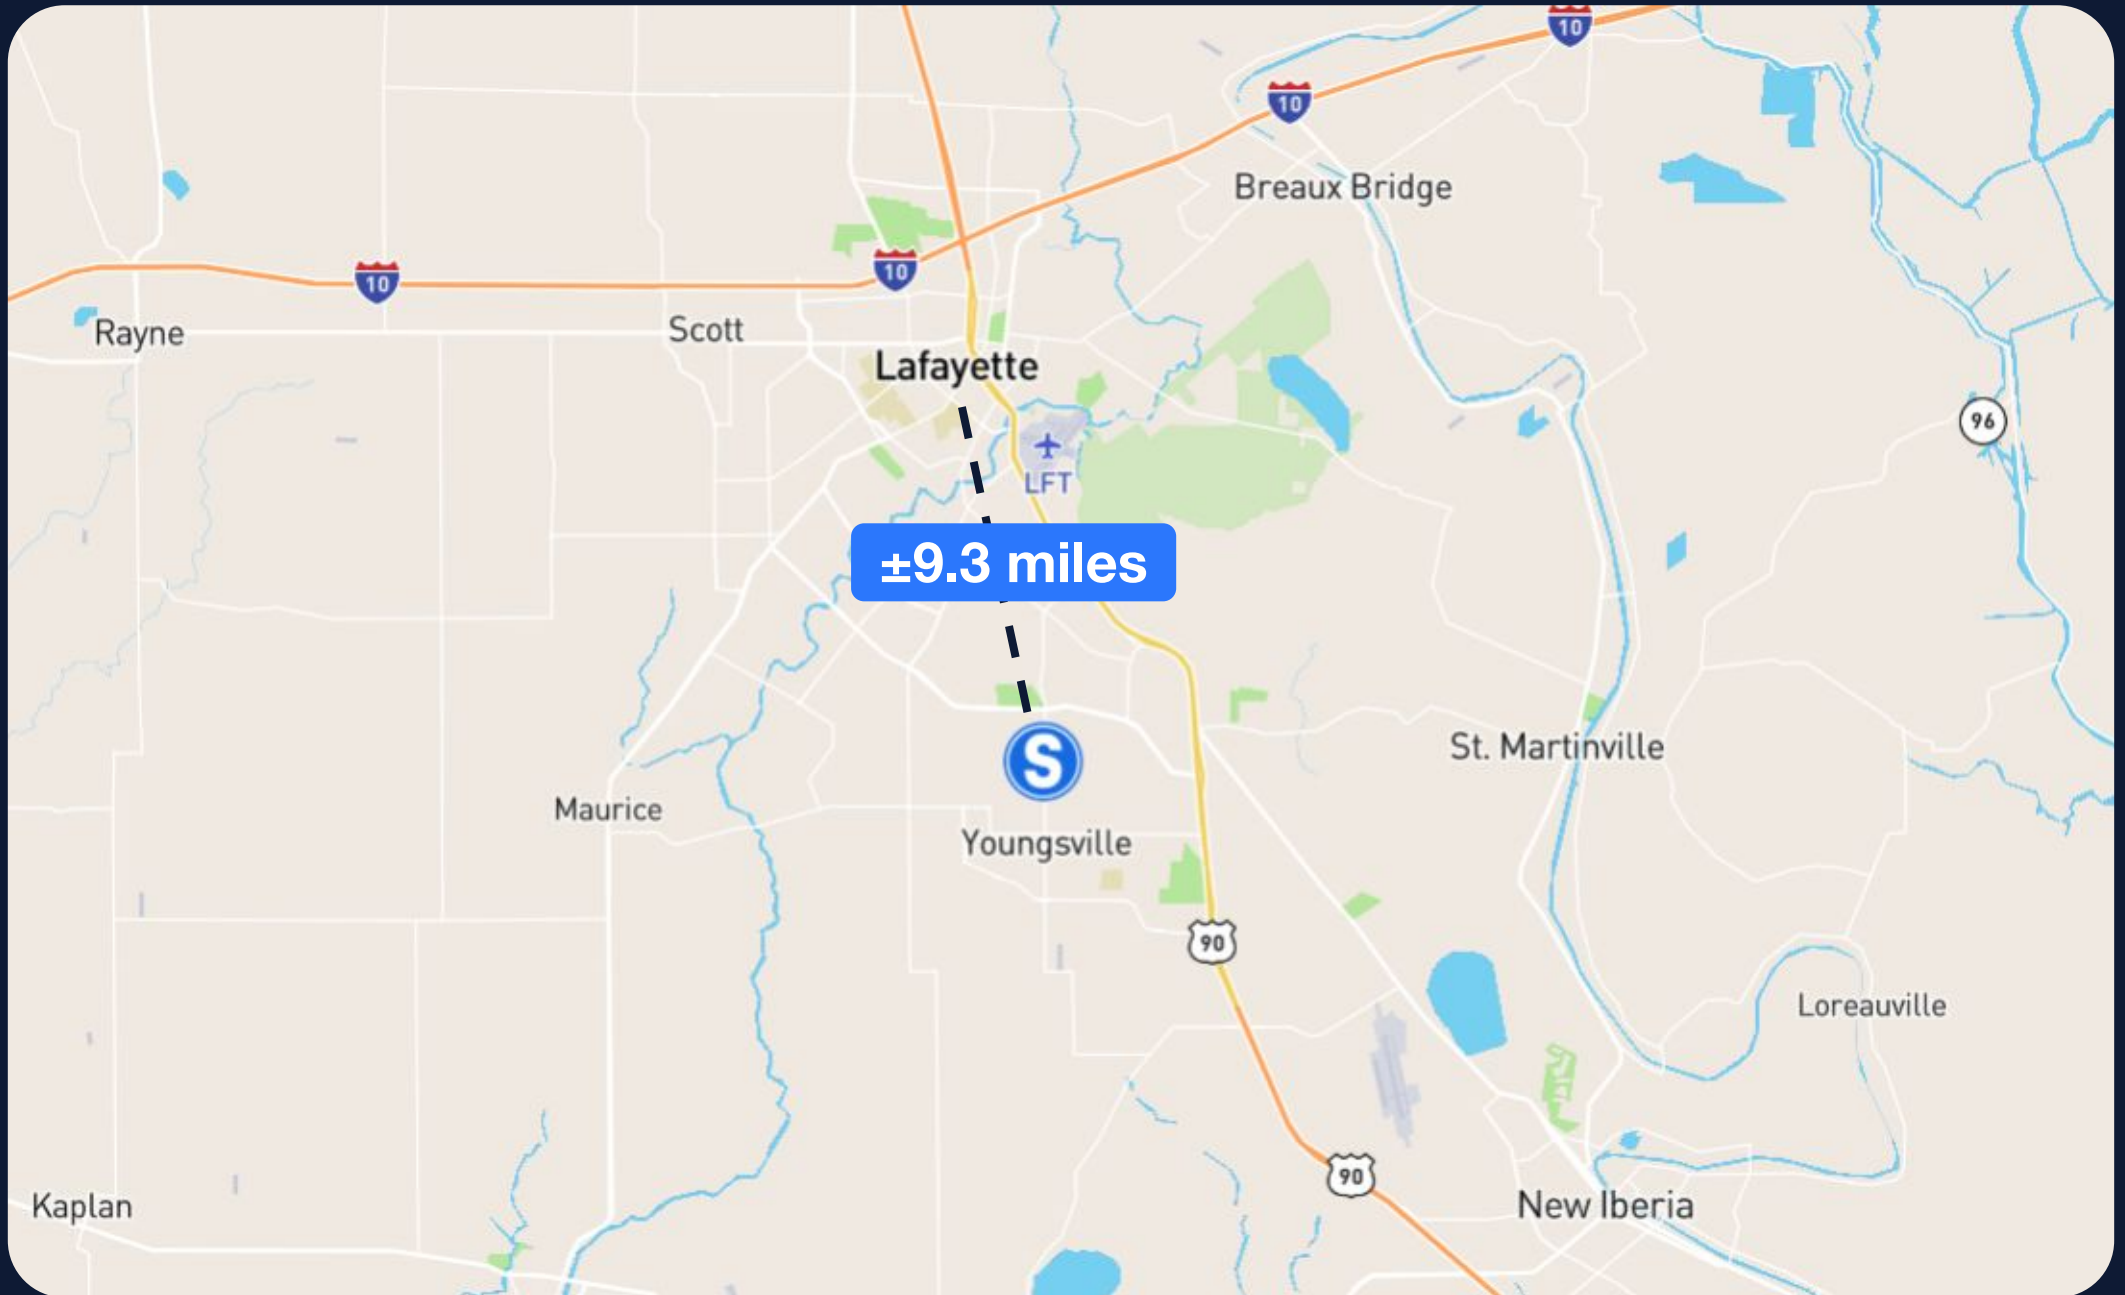 10
10
Breaux Bridge
10
10
Rayne
Scott
Lafayette
96
LFT
±9.3 miles
St. Martinville
S
Maurice
Youngsville
90
Loreauville
90
Kaplan
New Iberia